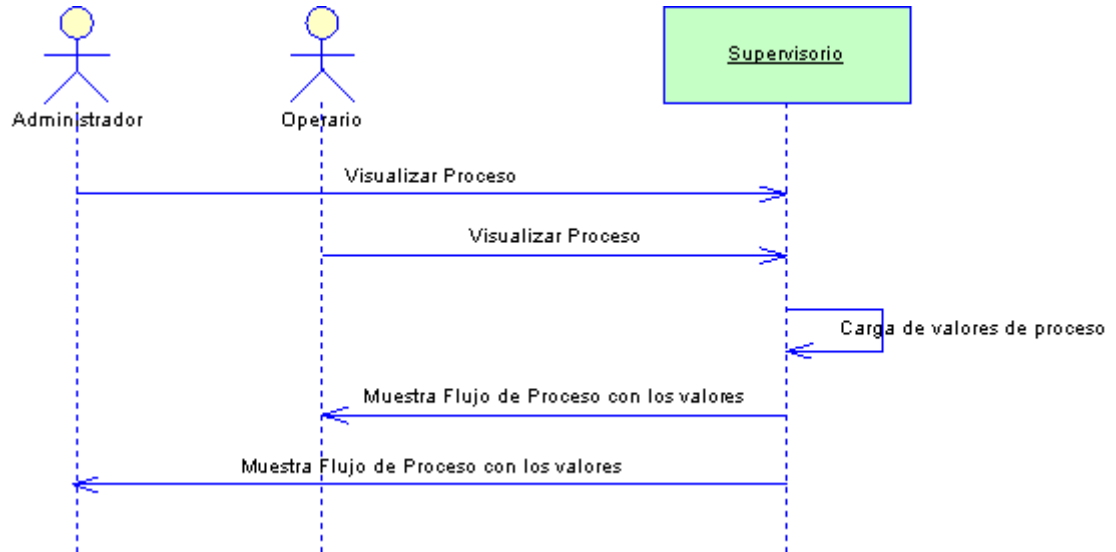 Supervisorio
Administrador
Operario
Visualizar Proceso
Visualizar Proceso
Carga de valores de proceso
Muestra Flujo de Proceso con los valores
Muestra Flujo de Proceso con los valores